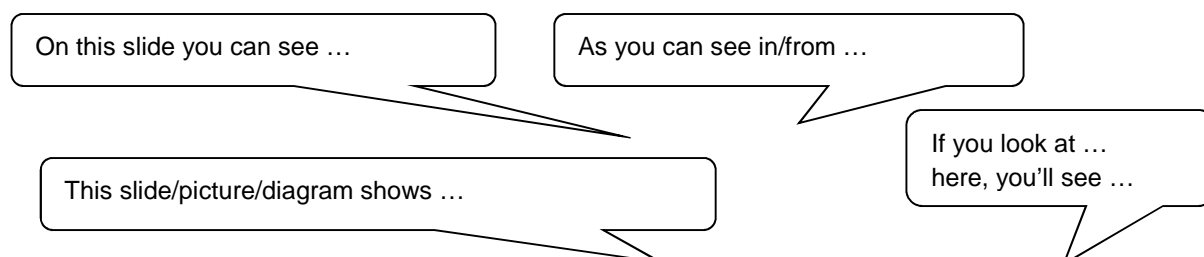 On this slide you can see …
As you can see in/from …
If you look at …
here, you’ll see …
This slide/picture/diagram shows …